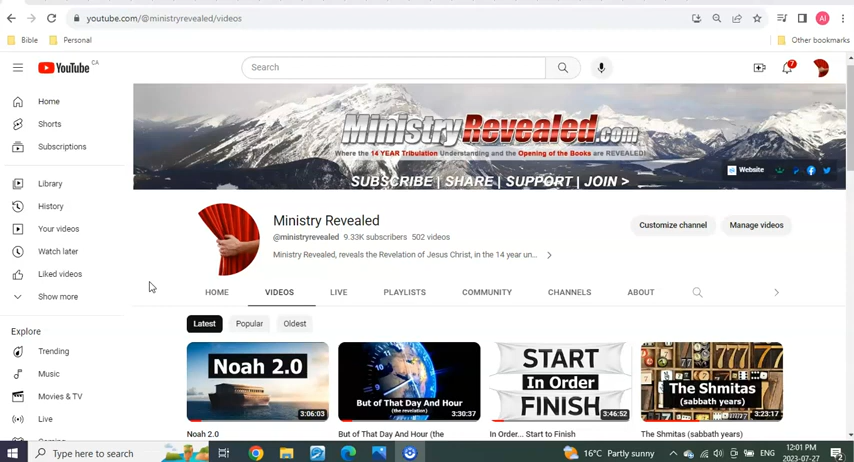 youtube.com/@ministryrevealed/videos
AI
Bible
Personal
Other bookmarks
YouTube CA
Search
7
MinistryRevealed.com
Where the 14 YEAR Tribulation Understanding and the Opening of the Books are REVEALED!
SUBSCRIBE | SHARE | SUPPORT | JOIN >
Website
Home
Shorts
Subscriptions
Library
History
Your videos
Watch later
Liked videos
Show more
Explore
Trending
Music
Movies & TV
Live
Ministry Revealed
@ministryrevealed 9.33K subscribers 502 videos
Ministry Revealed, reveals the Revelation of Jesus Christ, in the 14 year un...
Customize channel
Manage videos
HOME VIDEOS LIVE PLAYLISTS COMMUNITY CHANNELS ABOUT
Latest Popular Oldest
Noah 2.0
3:06:03
But of That Day And Hour
(the revelation)
3:30:37
START
In Order
FINISH
3:46:52
The Shmitas
(sabbath years)
3:23:17
Noah 2.0
But of That Day And Hour (the
In Order... Start to Finish
The Shmitas (sabbath years)
Type here to search
16°C Partly sunny
ENG
12:01 PM
2023-07-27
2